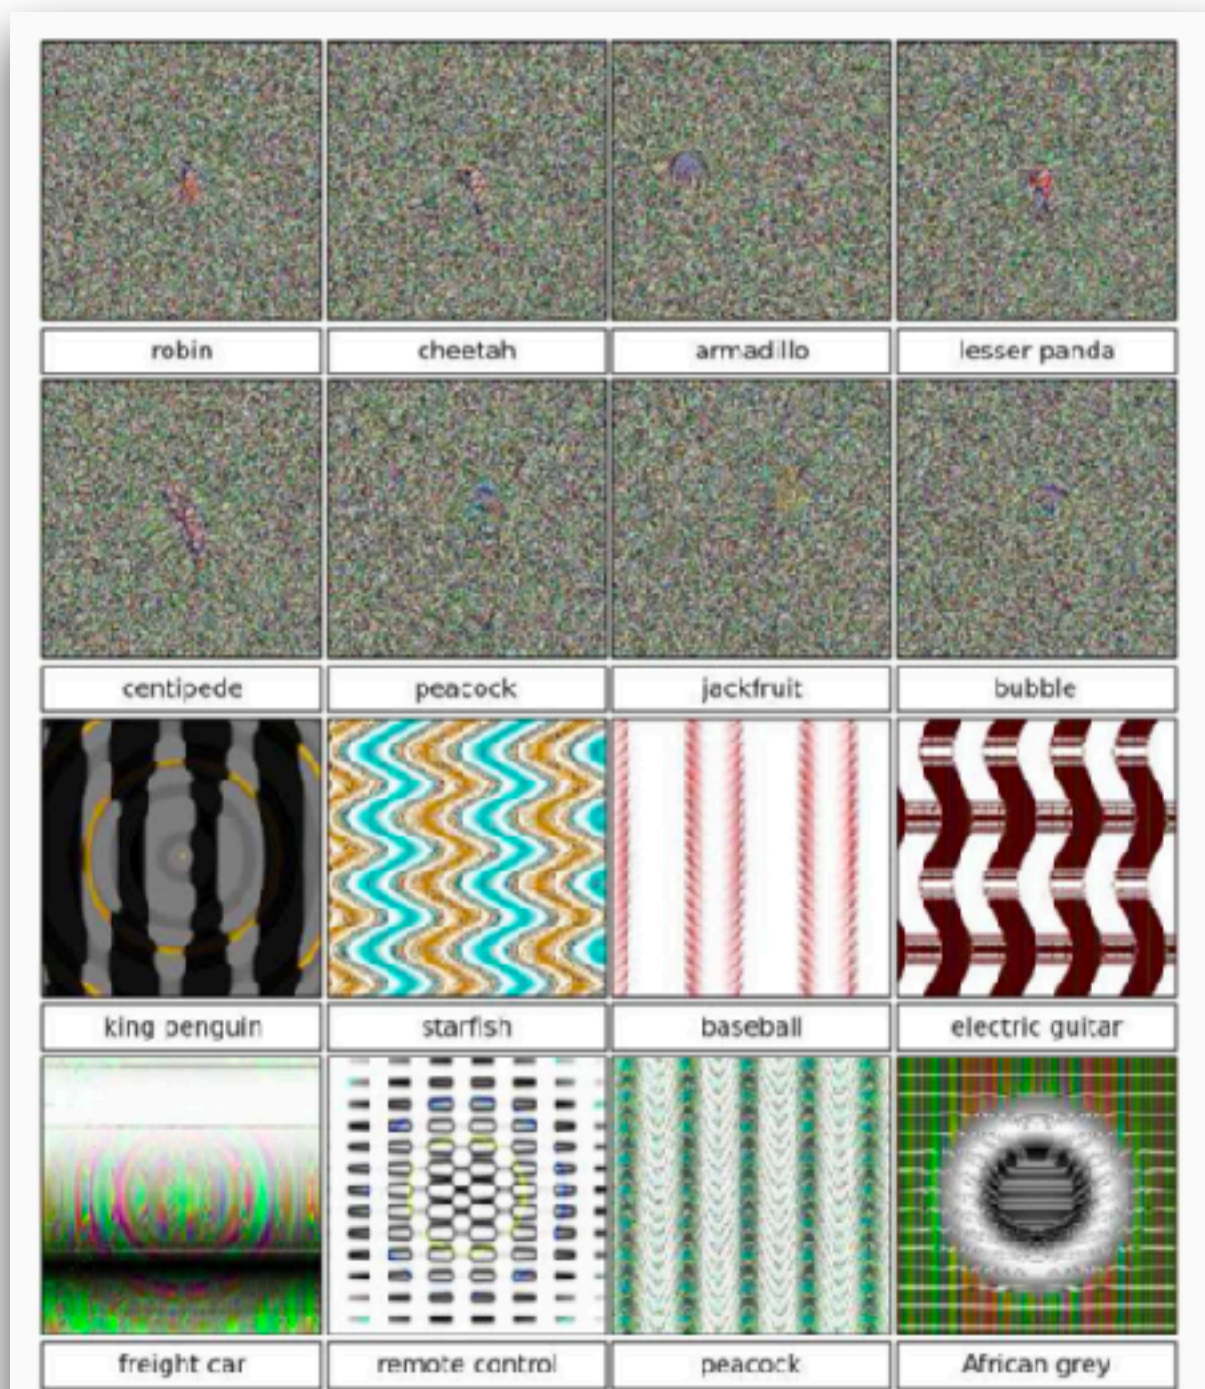 robin
cheetah
armadillo
lesser panda
centipede
peacock
jackfruit
bubble
king penguin
starfish
baseball
electric guitar
freight car
remote control
peacock
African grey